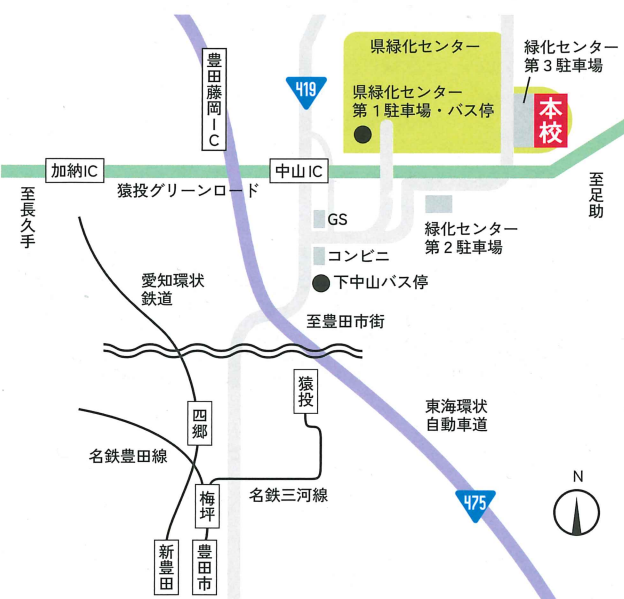 県緑化センター
緑化センター
第3駐車場
豊田藤岡IC
419
県緑化センター
第1駐車場・バス停
本校
加納IC
中山IC
猿投グリーンロード
至長久手
至足助
GS
緑化センター
第2駐車場
コンビニ
愛知環状
鉄道
下中山バス停
至豊田市街
猿投
四郷
東海環状
自動車道
名鉄豊田線
名鉄三河線
梅坪
475
N
新豊田
豊田市